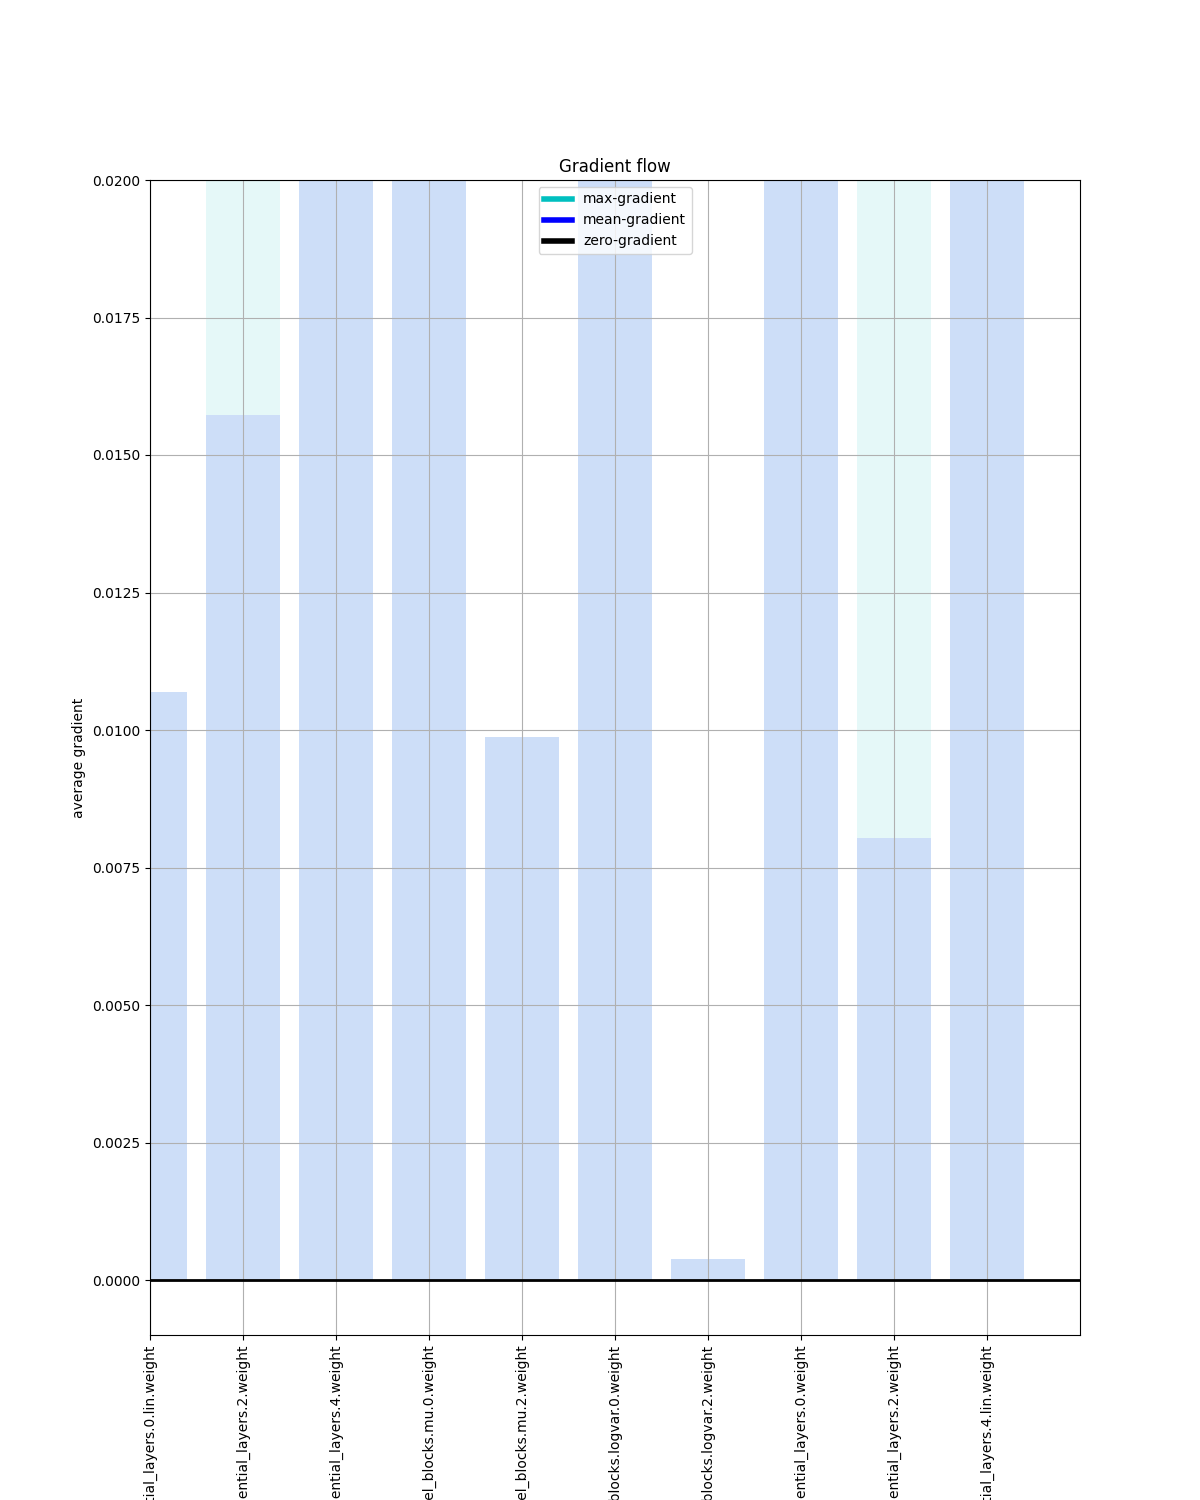 Gradient flow
max-gradient
mean-gradient
zero-gradient
0.0200
0.0175
0.0150
0.0125
0.0100
0.0075
0.0050
0.0025
0.0000
average gradient
tial_layers.0.lin.weight
ential_layers.2.weight
ential_layers.4.weight
el_blocks.mu.0.weight
el_blocks.mu.2.weight
blocks.logvar.0.weight
blocks.logvar.2.weight
ential_layers.0.weight
ential_layers.2.weight
tial_layers.4.lin.weight